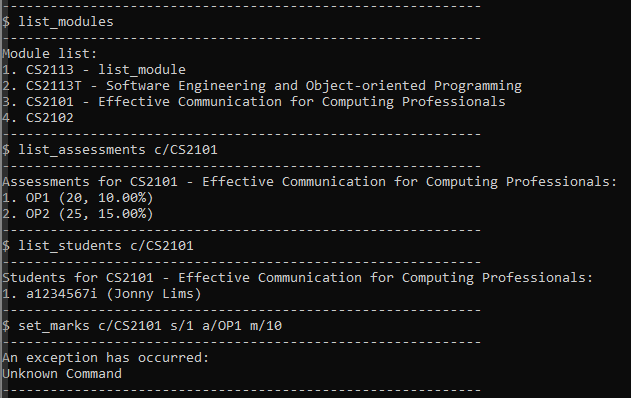 ------------------------------------------------------------
$ list_modules
------------------------------------------------------------
Module list:
1. CS2113 - list_module
2. CS2113T - Software Engineering and Object-oriented Programming
3. CS2101 - Effective Communication for Computing Professionals
4. CS2102
------------------------------------------------------------
$ list_assessments c/CS2101
------------------------------------------------------------
Assessments for CS2101 - Effective Communication for Computing Professionals:
1. OP1 (20, 10.00%)
2. OP2 (25, 15.00%)
------------------------------------------------------------
$ list_students c/CS2101
------------------------------------------------------------
Students for CS2101 - Effective Communication for Computing Professionals:
1. a1234567i (Jonny Lims)
------------------------------------------------------------
$ set_marks c/CS2101 s/1 a/OP1 m/10
------------------------------------------------------------
An exception has occurred:
Unknown Command
------------------------------------------------------------